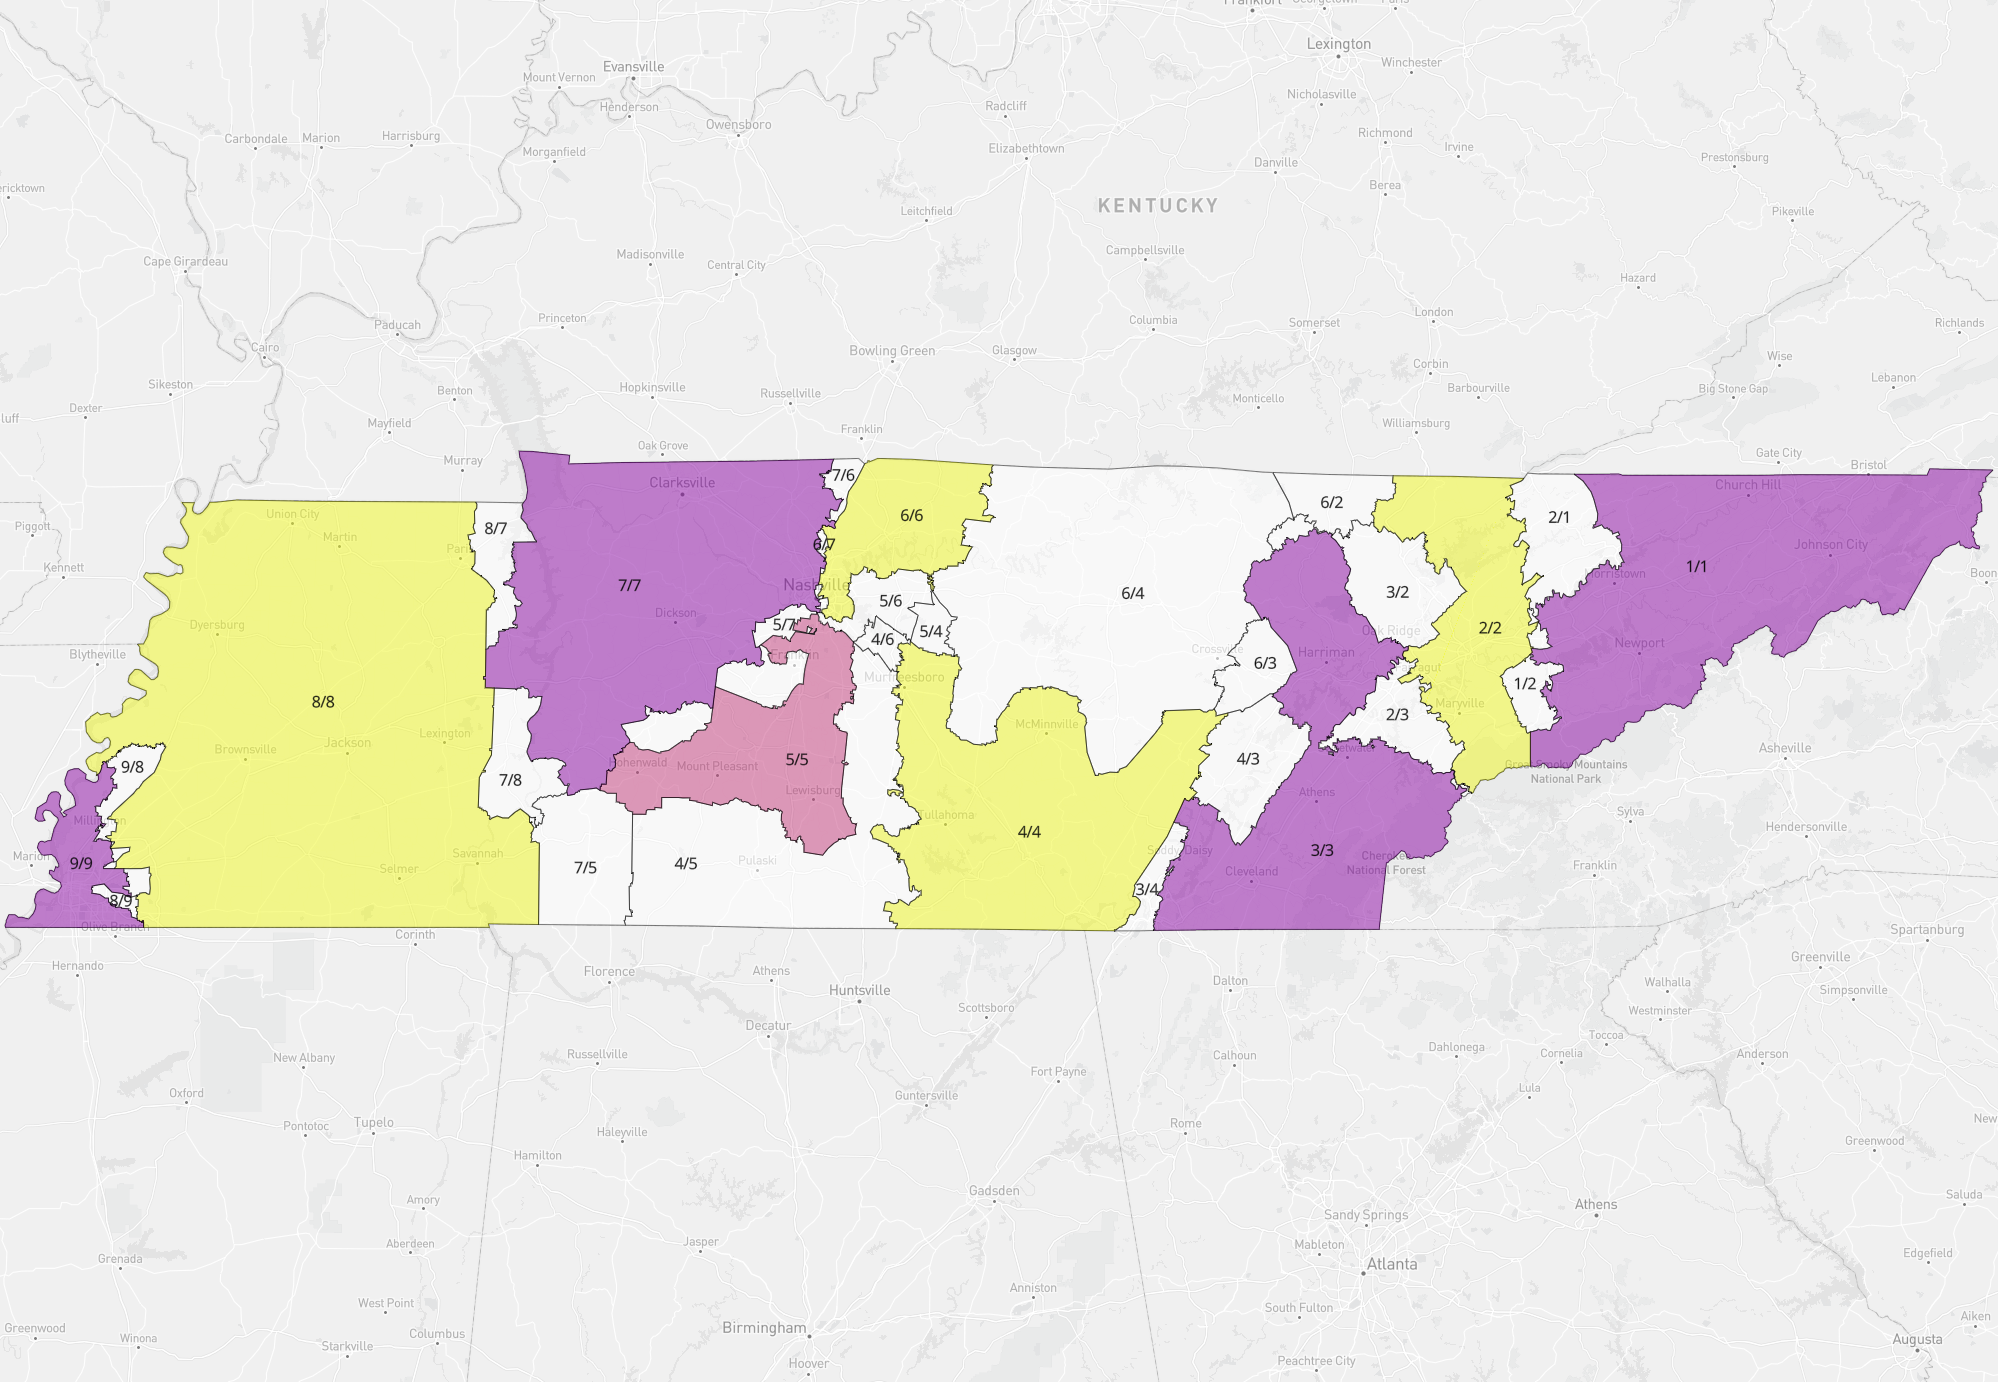 Frankfort
Georgetown
Paris
Lexington
Evansville
Winchester
Mount Vernon
Henderson
Nicholasville
Radcliff
Owensboro
Carbondale
Marion
Harrisburg
Richmond
Morganfield
Elizabethtown
Irvine
Danville
Prestonsburg
ericktown
Berea
KENTUCKY
Leitchfield
Pikeville
Madisonville
Campbellsville
Cape Girardeau
Central City
Hazard
Princeton
Paducah
Columbia
Somerset
London
Richlands
Cairo
Bowling Green
Glasgow
Wise
Corbin
Sikeston
Benton
Hopkinsville
Russellville
Barbourville
Big Stone Gap
Lebanon
Dexter
Monticello
luff
Mayfield
Franklin
Williamsburg
Oak Grove
Gate City
Murray
Bristol
7/6
Clarksville
Church Hill
6/2
Union City
6/6
2/1
Piggott
8/7
Martin
Paris
6/7
Johnson City
Kennett
7/7
Nashville
1/1
Morristown
Boon
6/4
3/2
5/6
Dickson
Dyersburg
5/7
5/4
Oak Ridge
2/2
4/6
Newport
Crossville
Harriman
Franklin
Blytheville
6/3
Farragut
Murfreesboro
1/2
8/8
Maryville
2/3
McMinnville
Lexington
Jackson
Brownsville
Sweetwater
Asheville
5/5
4/3
Hohenwald
Mount Pleasant
9/8
Great Smoky Mountains
National Park
7/8
Lewisburg
Athens
Sylva
Tullahoma
Millington
Hendersonville
4/4
Soddy-Daisy
3/3
Marion
Savannah
Cherokee
National Forest
9/9
7/5
4/5
Pulaski
Franklin
Selmer
Cleveland
3/4
8/9
Olive Branch
Corinth
Spartanburg
Hernando
Florence
Athens
Greenville
Dalton
Walhalla
Huntsville
Simpsonville
Scottsboro
Westminster
Decatur
Toccoa
New Albany
Russellville
Calhoun
Dahlonega
Cornelia
Anderson
Fort Payne
Oxford
Guntersville
Lula
Tupelo
Pontotoc
Rome
New
Haleyville
Greenwood
Hamilton
Gadsden
Amory
Athens
Saluda
Sandy Springs
Aberdeen
Jasper
Mableton
Grenada
Edgefield
Atlanta
Anniston
West Point
South Fulton
Aiken
Greenwood
Winona
Columbus
Birmingham
Augusta
Starkville
Hoover
Peachtree City